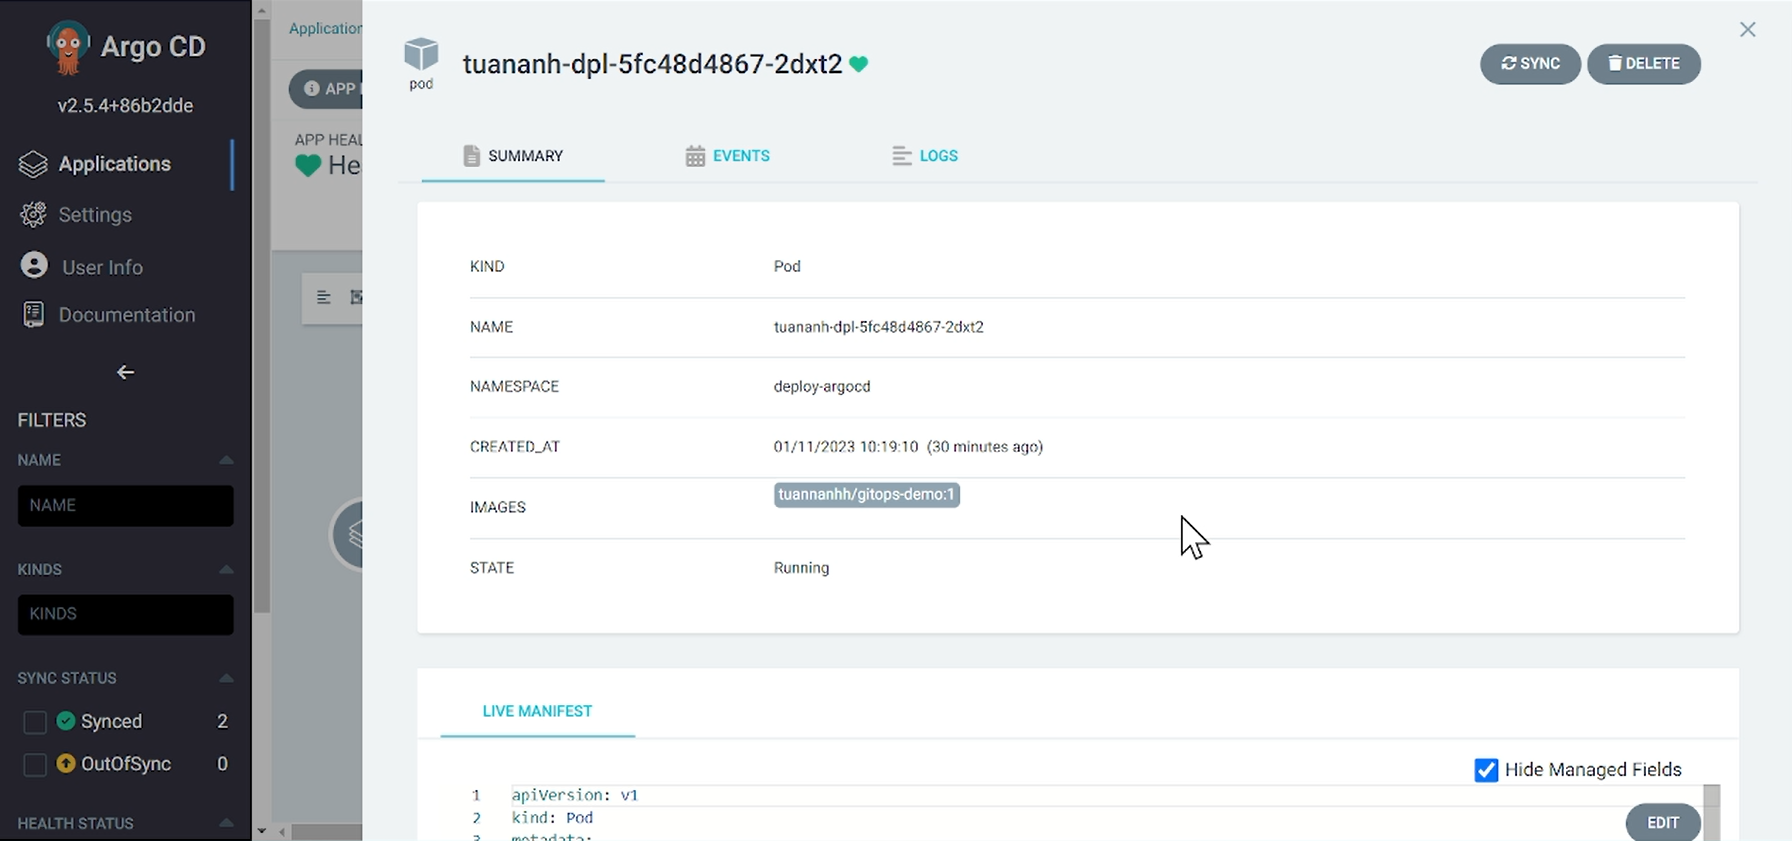 Argo CD
v2.5.4+86b2dde
Applications
Settings
User Info
Documentation
FILTERS
NAME
NAME
KINDS
KINDS
SYNC STATUS
Synced 2
OutOfSync 0
HEALTH STATUS
Application
APP
APP HEAL
He
pod
tuananh-dpl-5fc48d4867-2dxt2
SYNC
DELETE
SUMMARY
EVENTS
LOGS
KIND Pod
NAME tuananh-dpl-5fc48d4867-2dxt2
NAMESPACE deploy-argocd
CREATED_AT 01/11/2023 10:19:10 (30 minutes ago)
IMAGES tuannanhh/gitops-demo:1
STATE Running
LIVE MANIFEST
Hide Managed Fields
1 apiVersion: v1
2 kind: Pod
3 metadata:
EDIT